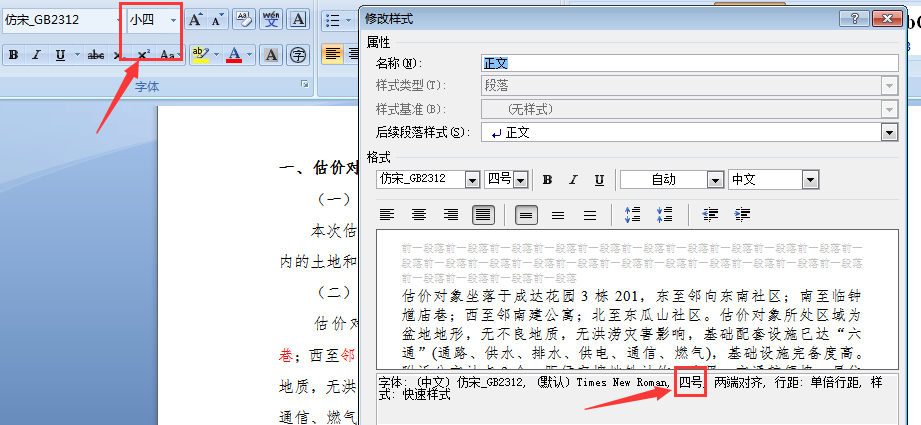 仿宋_GB2312 小四 A A wén A
B I U abc x x² Aa ab A A 字
字体
一、估价对
（一）
本次估
内的土地和
（二）
估价对
巷；西至邻
地质，无洪
通信、燃气
修改样式
属性
名称(N): 正文
样式类型(T): 段落
样式基准(B): (无样式)
后续段落样式(S): 正文
格式
仿宋_GB2312 四号 B I U 自动 中文
前一段落前一段落前一段落前一段落前一段落前一段落前一段落前一段落前一段落前一
段落前一段落前一段落前一段落前一段落前一段落前一段落前一段落前一段落前一段落
前一段落前一段落前一段落前一段落
估价对象坐落于成达花园 3 栋 201，东至邻向东南社区；南至临钟
馗庙巷；西至邻南建公寓；北至东瓜山社区。估价对象所处区域为
盆地地形，无不良地质，无洪涝灾害影响，基础配套设施已达“六
通”(通路、供水、排水、供电、通信、燃气)，基础设施完备度高。
字体: (中文) 仿宋_GB2312, (默认) Times New Roman, 四号, 两端对齐, 行距: 单倍行距, 样
式: 快速样式